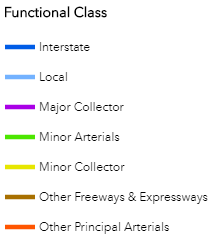 Functional Class
Interstate
Local
Major Collector
Minor Arterials
Minor Collector
Other Freeways & Expressways
Other Principal Arterials